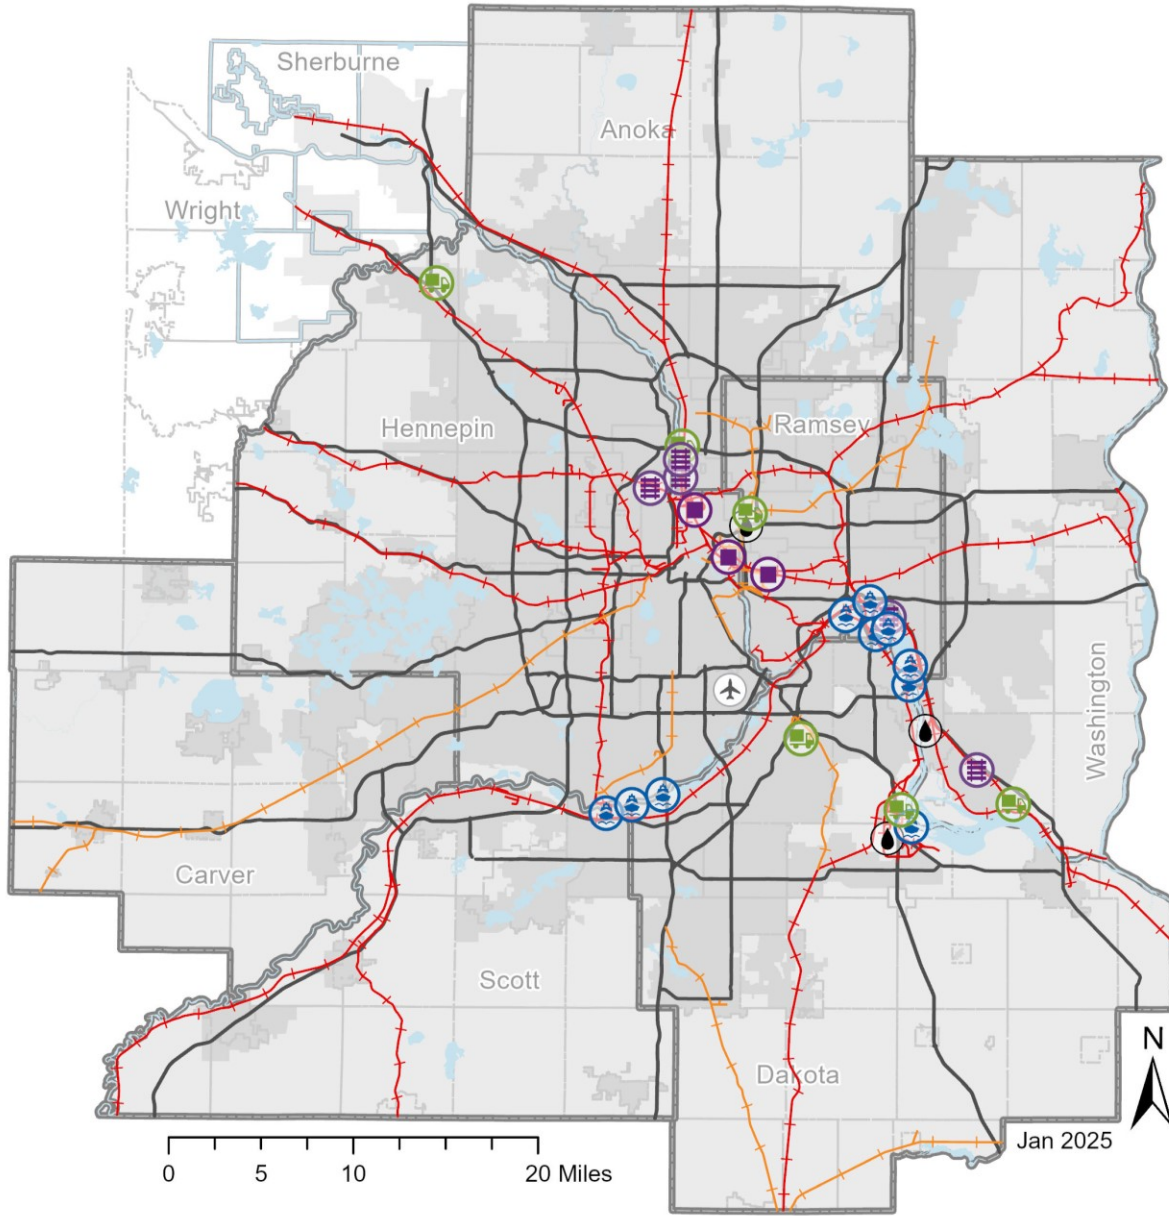 Sherburne
Anoka
Wright
Hennepin
Ramsey
Washington
Carver
Scott
Dakota
N
Jan 2025
0 5 10 20 Miles